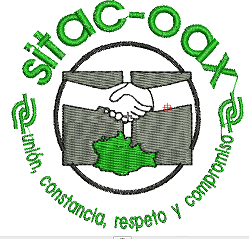 sitac-oax
unión, constancia, respeto y compromiso